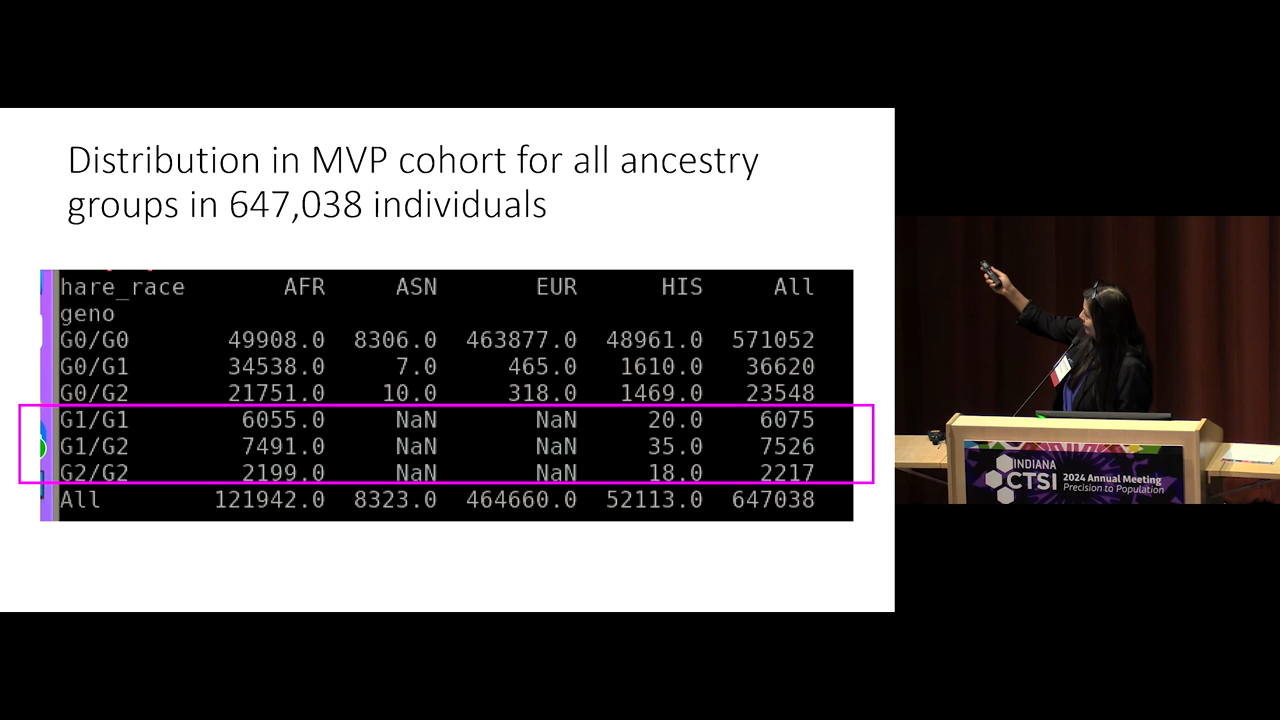 Distribution in MVP cohort for all ancestry
groups in 647,038 individuals
hare_race AFR ASN EUR HIS All
geno
G0/G0 49908.0 8306.0 463877.0 48961.0 571052
G0/G1 34538.0 7.0 465.0 1610.0 36620
G0/G2 21751.0 10.0 318.0 1469.0 23548
G1/G1 6055.0 NaN NaN 20.0 6075
G1/G2 7491.0 NaN NaN 35.0 7526
G2/G2 2199.0 NaN NaN 18.0 2217
All 121942.0 8323.0 464660.0 52113.0 647038
INDIANA
CTSI
2024 Annual Meeting
Precision to Population